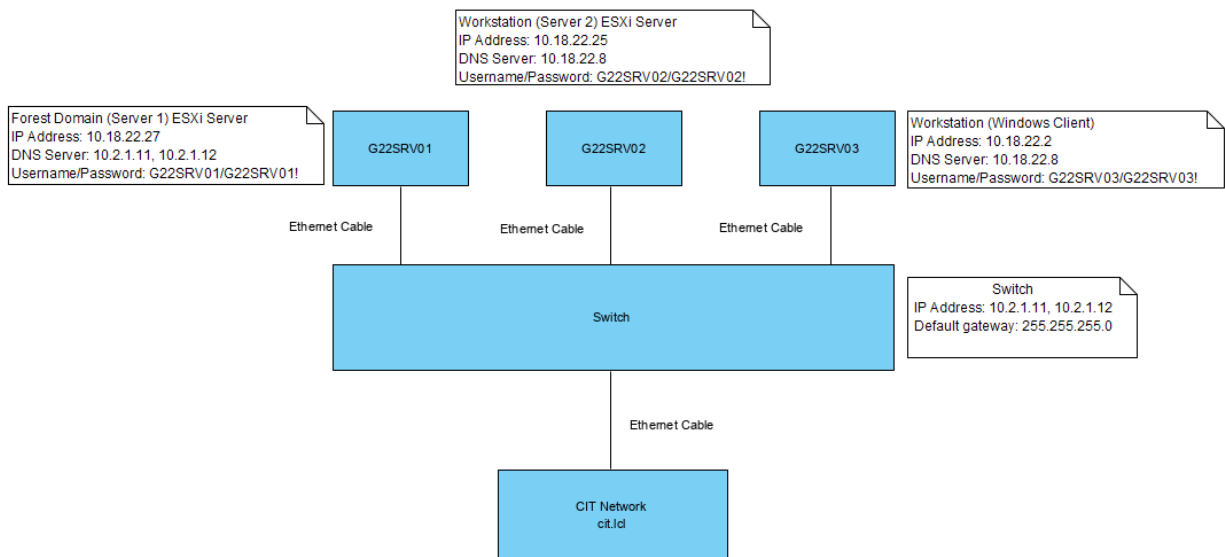 Workstation (Server 2) ESXi Server
IP Address: 10.18.22.25
DNS Server: 10.18.22.8
Username/Password: G22SRV02/G22SRV02!
Forest Domain (Server 1) ESXi Server
IP Address: 10.18.22.27
DNS Server: 10.2.1.11, 10.2.1.12
Username/Password: G22SRV01/G22SRV01!
G22SRV01
G22SRV02
G22SRV03
Workstation (Windows Client)
IP Address: 10.18.22.2
DNS Server: 10.18.22.8
Username/Password: G22SRV03/G22SRV03!
Ethernet Cable
Ethernet Cable
Ethernet Cable
Switch
Switch
IP Address: 10.2.1.11, 10.2.1.12
Default gateway: 255.255.255.0
Ethernet Cable
CIT Network
cit.lcl